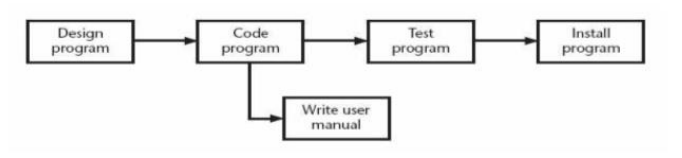 Design
program
Code
program
Test
program
Install
program
Write user
manual